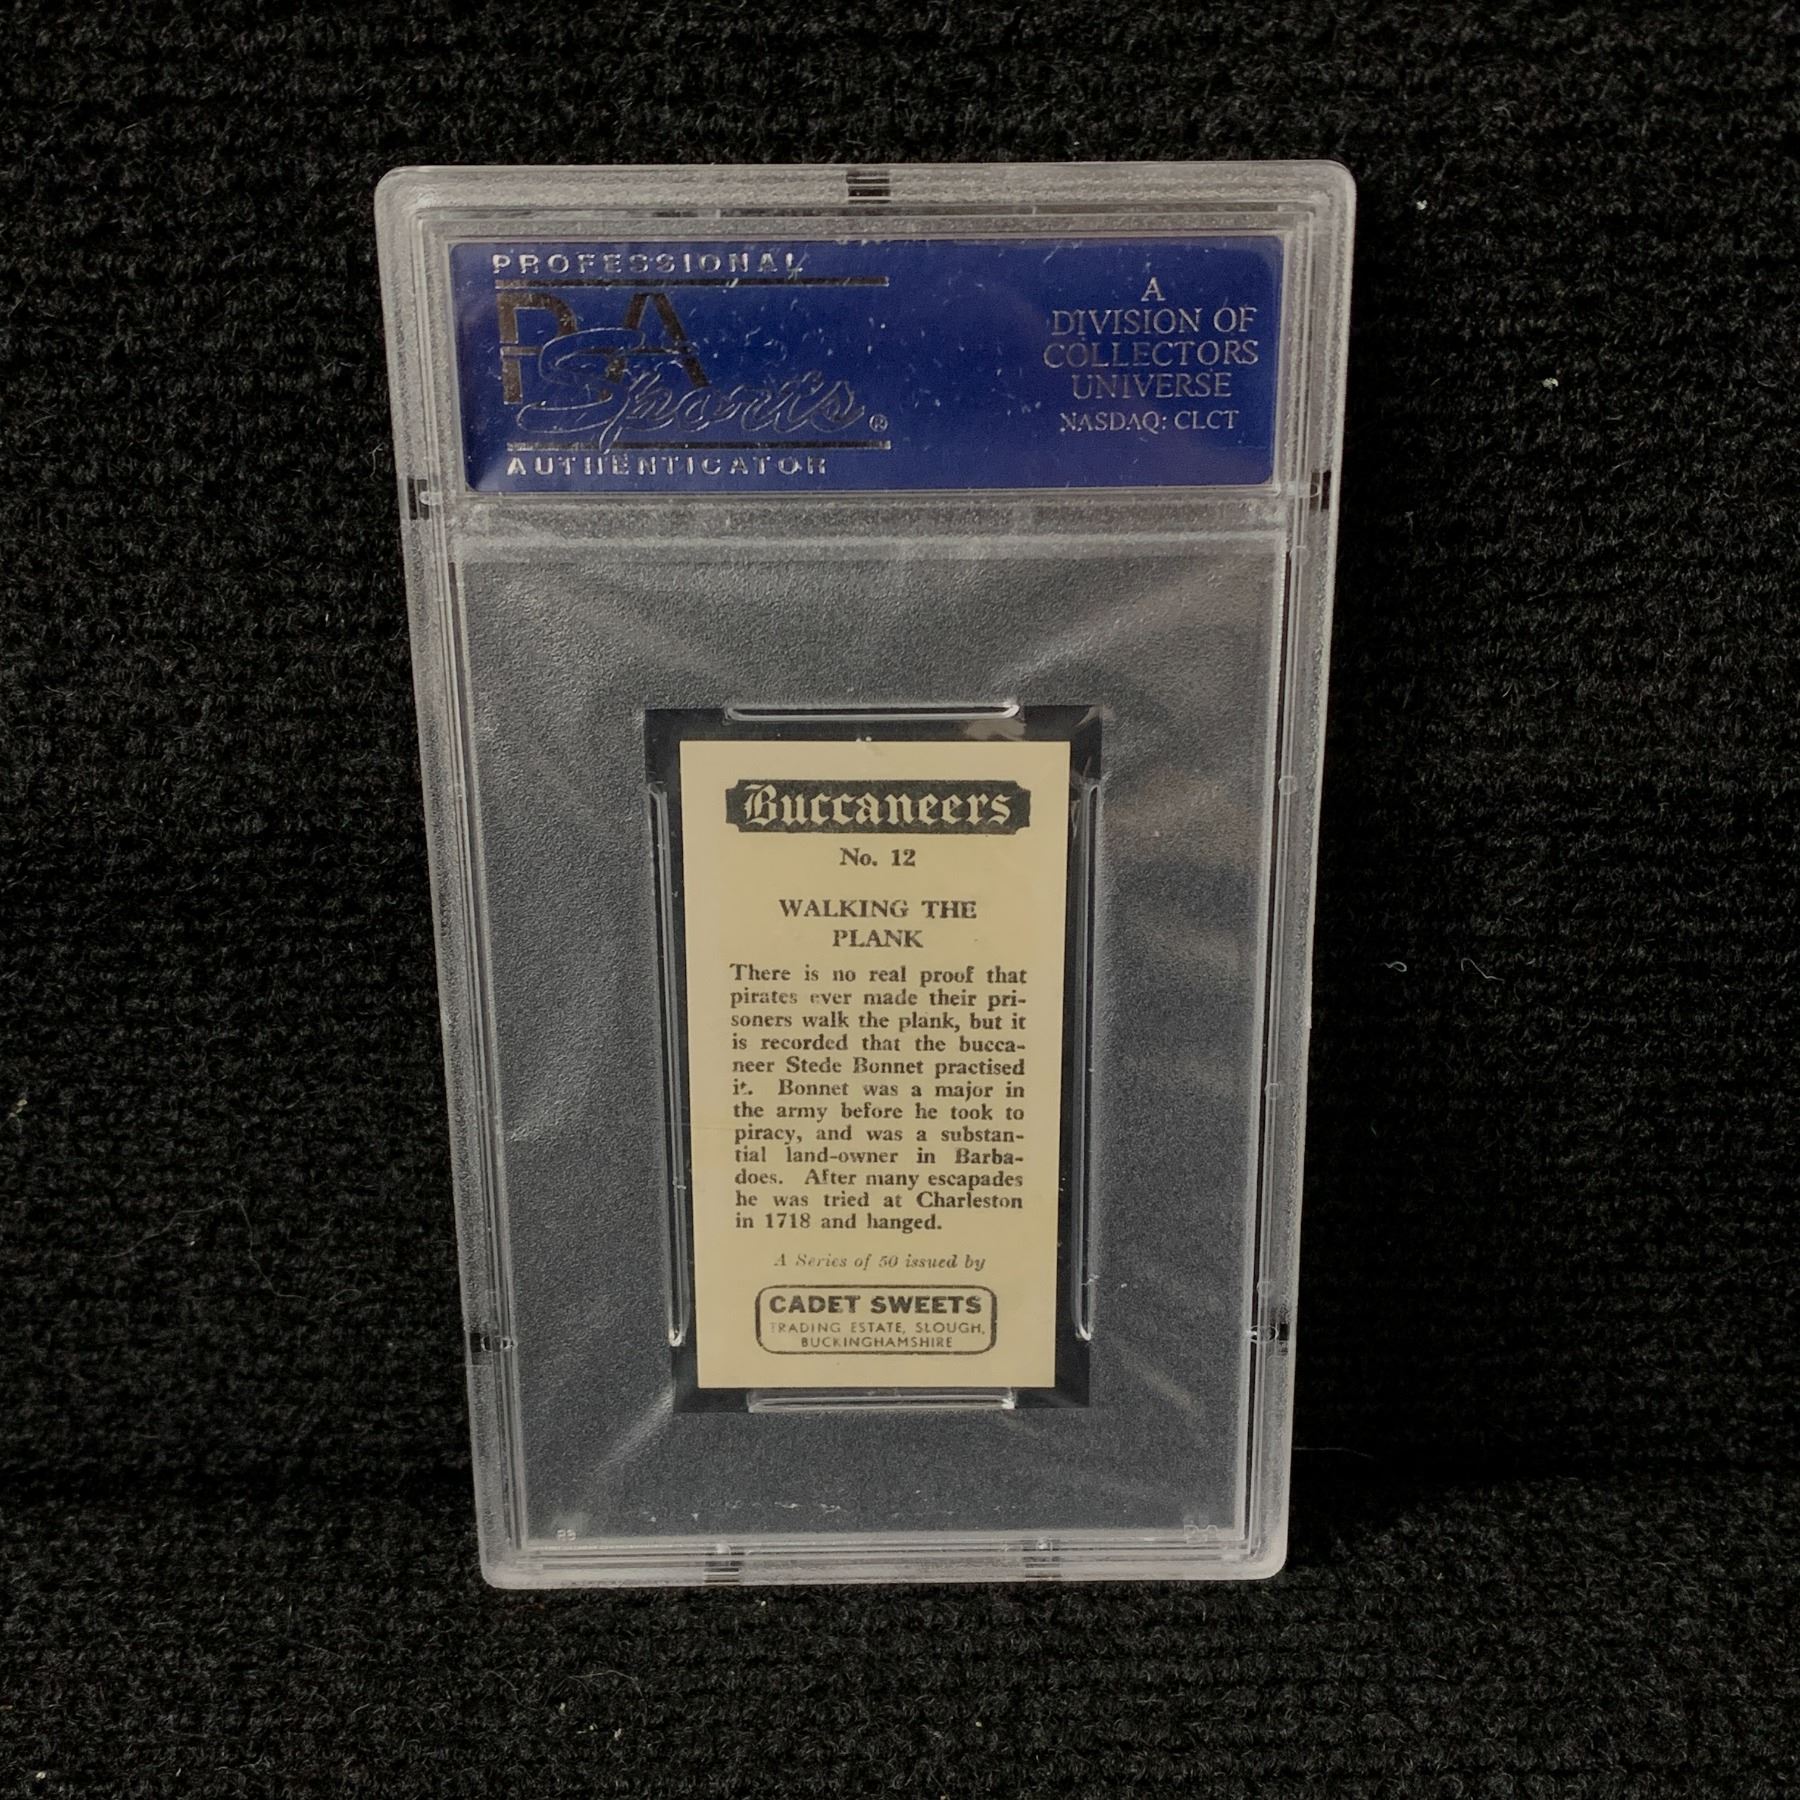 PROFESSIONAL
PSA
Sports®
AUTHENTICATOR
A
DIVISION OF
COLLECTORS
UNIVERSE
NASDAQ: CLCT
Buccaneers
No. 12
WALKING THE
PLANK
There is no real proof that
pirates ever made their pri-
soners walk the plank, but it
is recorded that the bucca-
neer Stede Bonnet practised
it. Bonnet was a major in
the army before he took to
piracy, and was a substan-
tial land-owner in Barba-
does. After many escapades
he was tried at Charleston
in 1718 and hanged.
A Series of 50 issued by
CADET SWEETS
TRADING ESTATE, SLOUGH,
BUCKINGHAMSHIRE